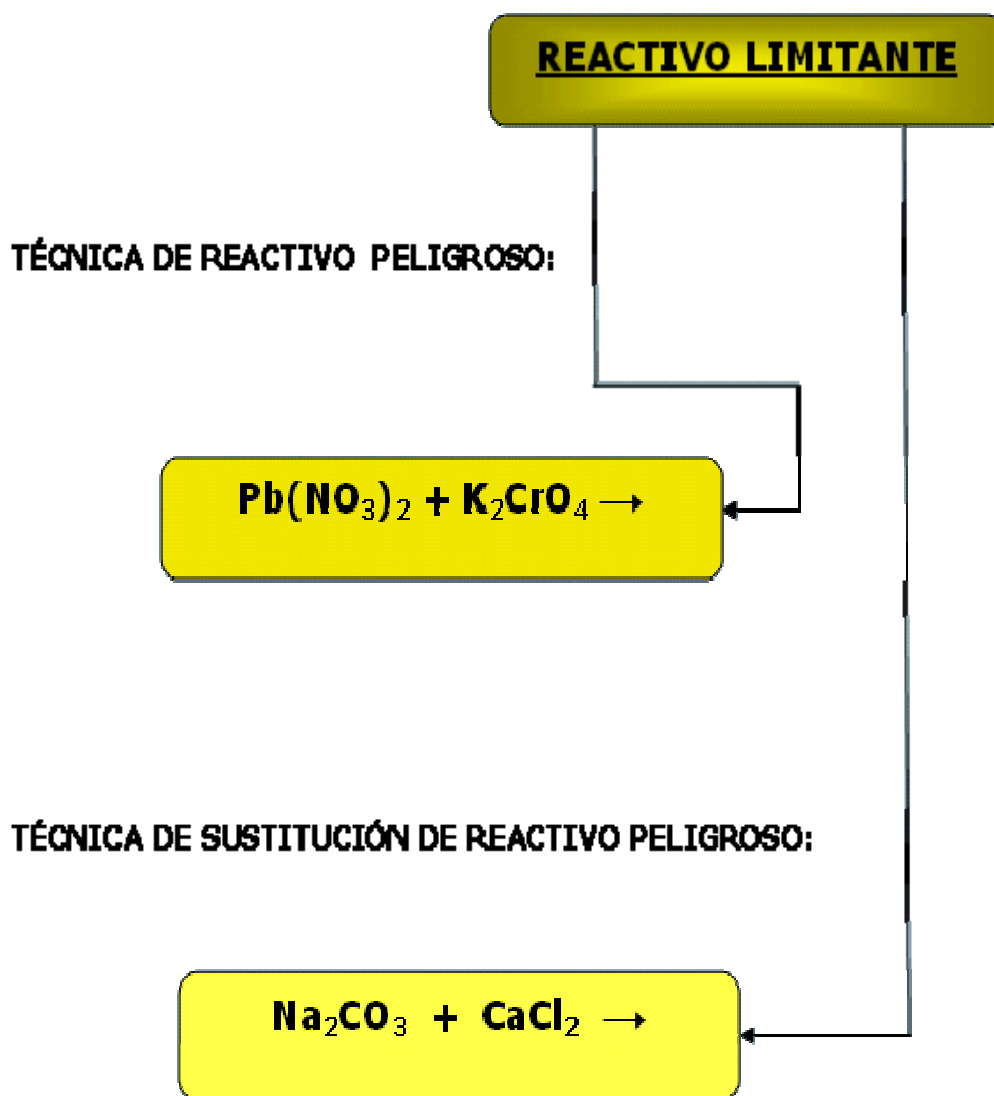 REACTIVO LIMITANTE
TÉCNICA DE REACTIVO PELIGROSO:
Pb(NO₃)₂ + K₂CrO₄ →
TÉCNICA DE SUSTITUCIÓN DE REACTIVO PELIGROSO:
Na₂CO₃ + CaCl₂ →